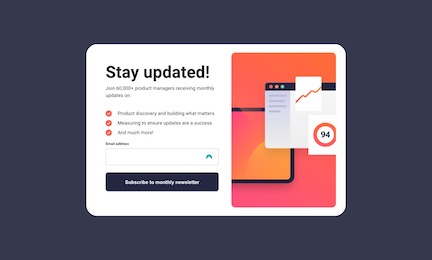 Stay updated!
Join 60,000+ product managers receiving monthly
updates on:
Product discovery and building what matters
Measuring to ensure updates are a success
And much more!
Email address
Subscribe to monthly newsletter
94